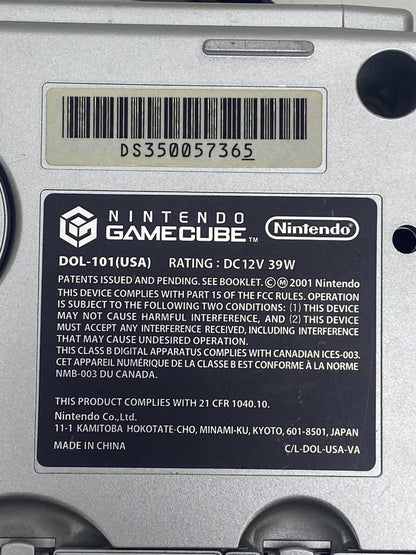 DS350057365
NINTENDO
GAMECUBE™ Nintendo
DOL-101(USA) RATING : DC 12V 39W
PATENTS ISSUED AND PENDING. SEE BOOKLET. ©Ⓜ 2001 Nintendo
THIS DEVICE COMPLIES WITH PART 15 OF THE FCC RULES. OPERATION
IS SUBJECT TO THE FOLLOWING TWO CONDITIONS: (1) THIS DEVICE
MAY NOT CAUSE HARMFUL INTERFERENCE, AND (2) THIS DEVICE
MUST ACCEPT ANY INTERFERENCE RECEIVED, INCLUDING INTERFERENCE
THAT MAY CAUSE UNDESIRED OPERATION.
THIS CLASS B DIGITAL APPARATUS COMPLIES WITH CANADIAN ICES-003.
CET APPAREIL NUMÉRIQUE DE LA CLASSE B EST CONFORME À LA NORME
NMB-003 DU CANADA.
THIS PRODUCT COMPLIES WITH 21 CFR 1040.10.
Nintendo Co.,Ltd.
11-1 KAMITOBA HOKOTATE-CHO, MINAMI-KU, KYOTO, 601-8501, JAPAN
MADE IN CHINA C/L-DOL-USA-VA